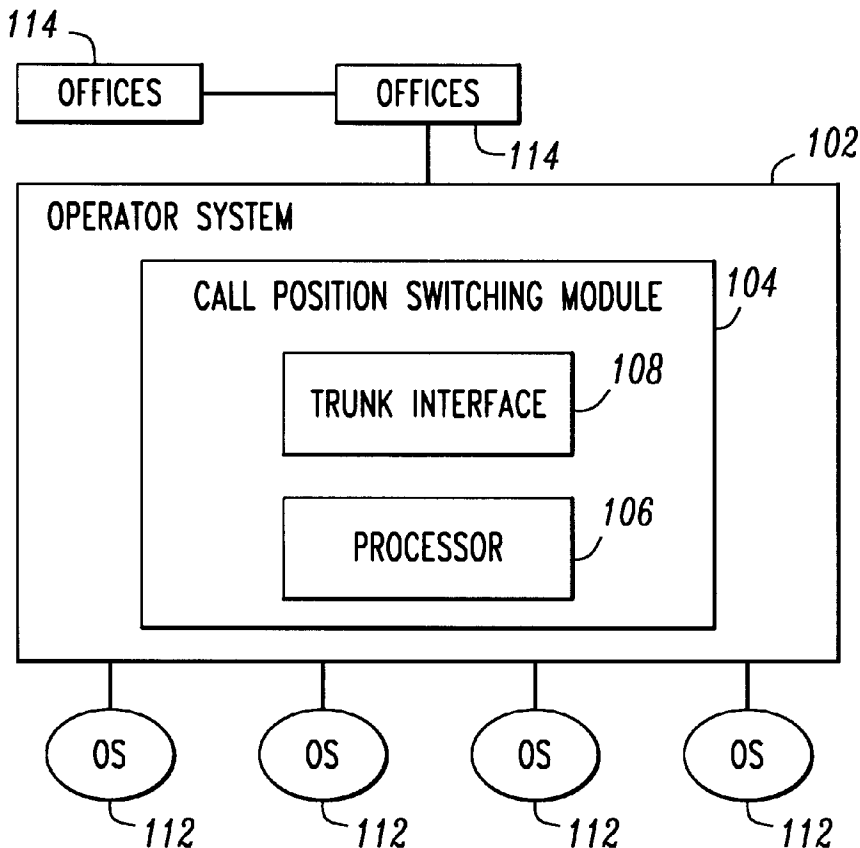 114
OFFICES
OFFICES
114
102
OPERATOR SYSTEM
CALL POSITION SWITCHING MODULE
104
TRUNK INTERFACE
108
PROCESSOR
106
OS
OS
OS
OS
112
112
112
112